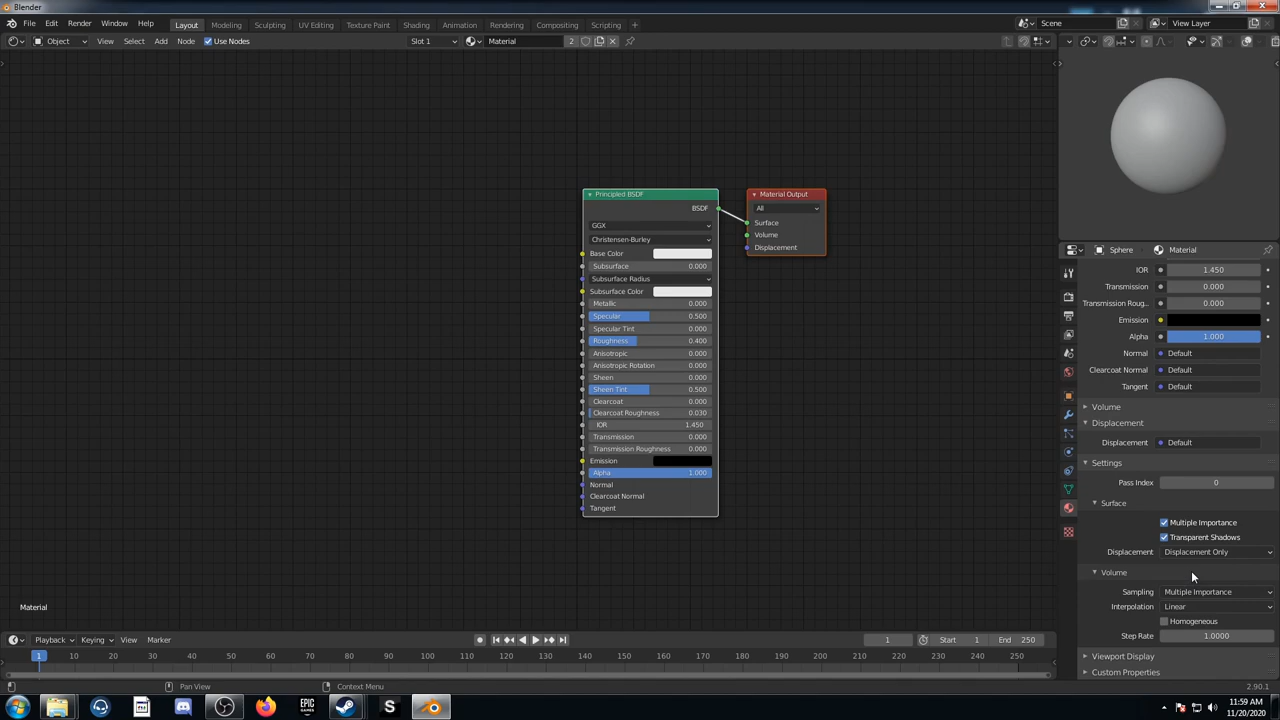 Blender
File Edit Window Help Layout Modeling Sculpting UV Editing Texture Paint Shading Animation Rendering Compositing Scripting + Scene View Layer
Object View Select Add Node Use Nodes Slot 1 Material 2
Principled BSDF
BSDF
GGX
Christensen-Burley
Base Color
Subsurface 0.000
Subsurface Radius
Subsurface Color
Metallic 0.000
Specular 0.500
Specular Tint 0.000
Roughness 0.400
Anisotropic 0.000
Anisotropic Rotation 0.000
Sheen 0.000
Sheen Tint 0.500
Clearcoat 0.000
Clearcoat Roughness 0.030
IOR 1.450
Transmission 0.000
Transmission Roughness 0.000
Emission
Alpha 1.000
Normal
Clearcoat Normal
Tangent
Material Output
All
Surface
Volume
Displacement
Sphere Material
IOR 1.450
Transmission 0.000
Transmission Roug... 0.000
Emission
Alpha 1.000
Normal Default
Clearcoat Normal Default
Tangent Default
Volume
Displacement
Displacement Default
Settings
Pass Index 0
Surface
Multiple Importance
Transparent Shadows
Displacement Displacement Only
Volume
Sampling Multiple Importance
Interpolation Linear
Homogeneous
Step Rate 1.0000
Viewport Display
Custom Properties
Material
Playback Keying View Marker 1 Start 1 End 250
1 10 20 30 40 50 60 70 80 90 100 110 120 130 140 150 160 170 180 190 200 210 220 230 240 250
Pan View Context Menu 2.90.1
EPIC GAMES
S
11:59 AM
11/20/2020